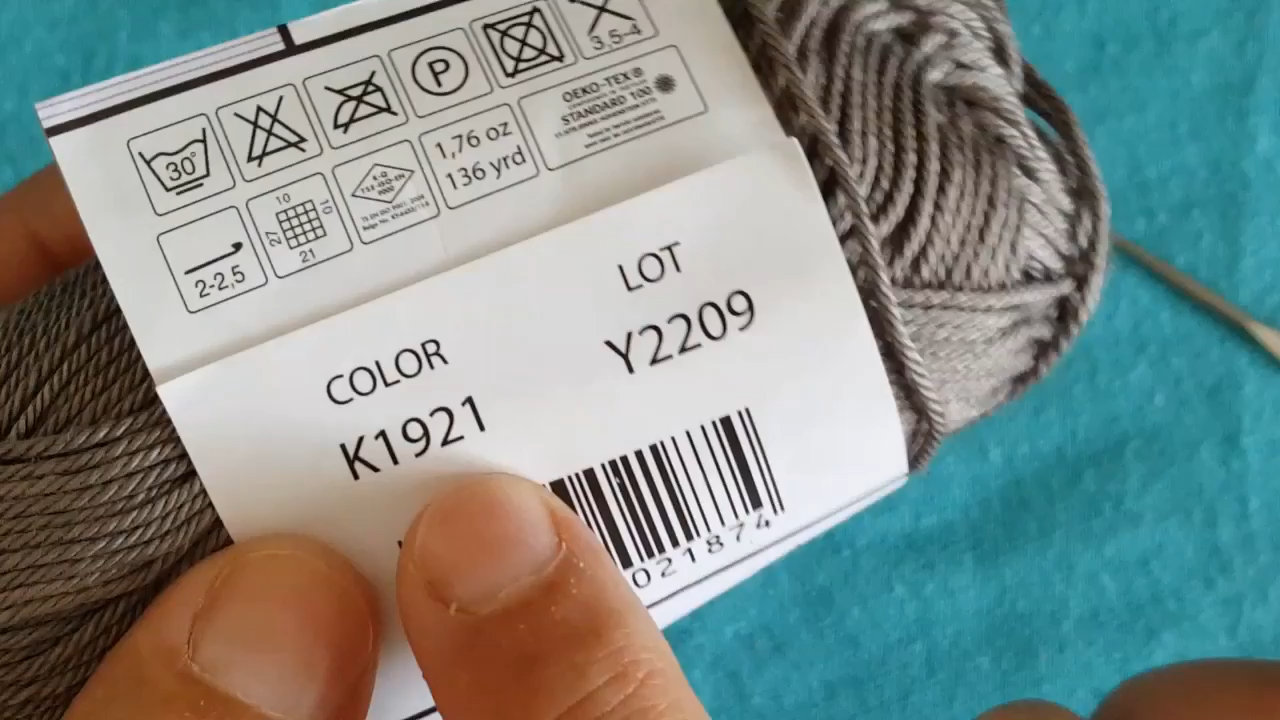 30°
P
3,5-4
2-2,5
10
10
27
21
1,76 oz
136 yrd
OEKO-TEX®
STANDARD 100
COLOR
K1921
LOT
Y2209
021874